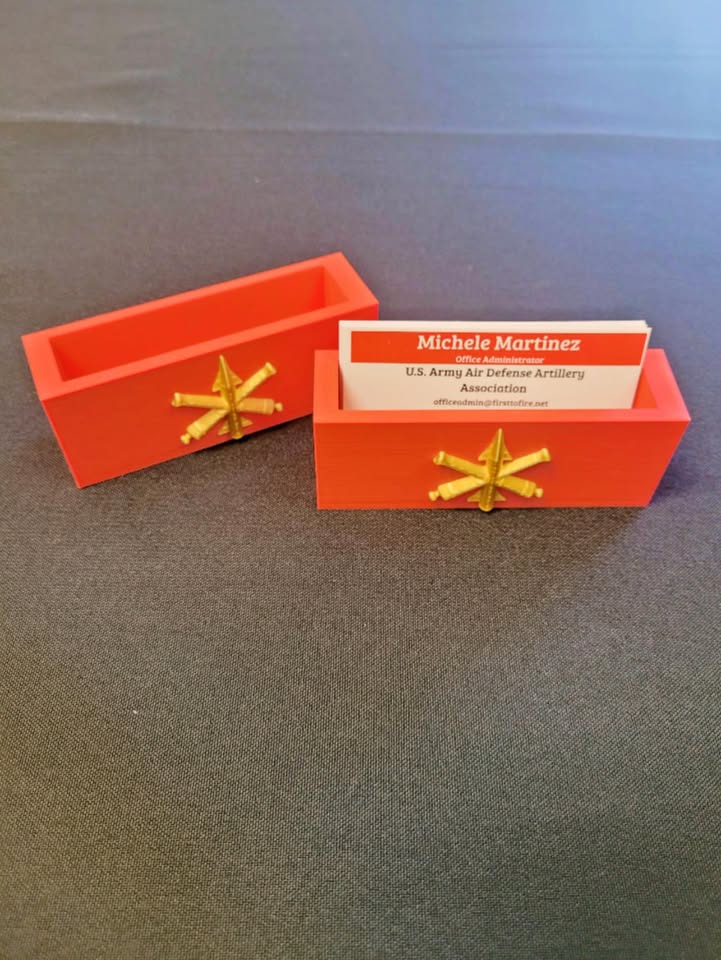 Michele Martinez
Office Administrator
U.S. Army Air Defense Artillery
Association
officeadmin@firsttofire.net